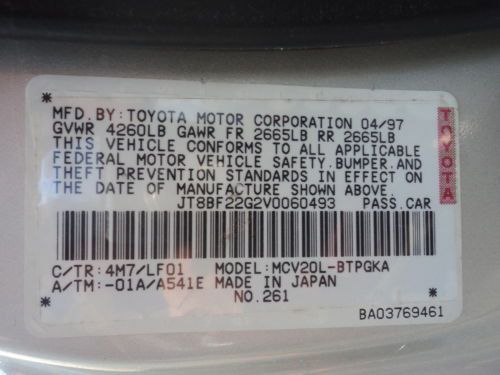 MFD. BY: TOYOTA MOTOR CORPORATION 04/97
GVWR 4260LB GAWR FR 2665LB RR 2665LB
THIS VEHICLE CONFORMS TO ALL APPLICABLE
FEDERAL MOTOR VEHICLE SAFETY. BUMPER. AND
THEFT PREVENTION STANDARDS IN EFFECT ON
THE DATE OF MANUFACTURE SHOWN ABOVE.
JT8BF22G2V0060493 PASS. CAR
TOYOTA
C/TR: 4M7/LF01 MODEL: MCV20L-BTPGKA
A/TM: -01A/A541E MADE IN JAPAN
NO. 261
BA03769461